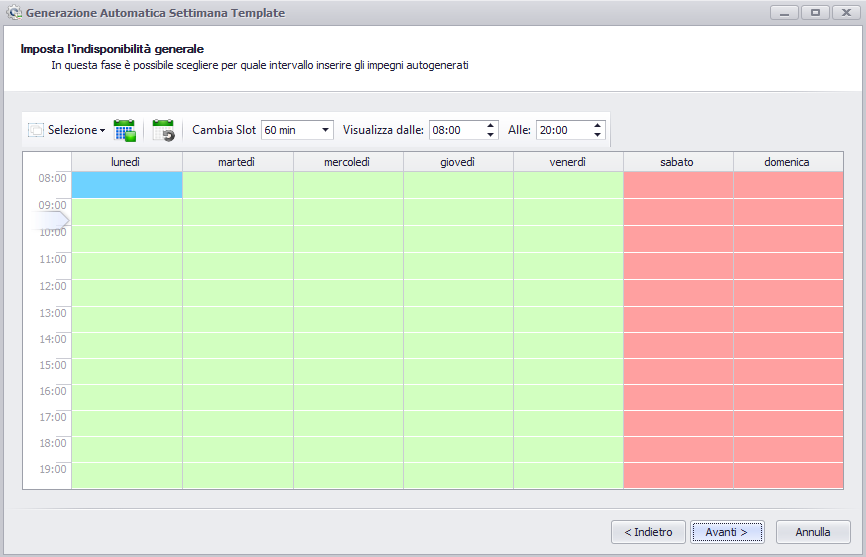 Generazione Automatica Settimana Template
Imposta l'indisponibilità generale
In questa fase è possibile scegliere per quale intervallo inserire gli impegni autogenerati
Selezione Cambia Slot 60 min Visualizza dalle: 08:00 Alle: 20:00
lunedì martedì mercoledì giovedì venerdì sabato domenica
08:00
09:00
10:00
11:00
12:00
13:00
14:00
15:00
16:00
17:00
18:00
19:00
< Indietro Avanti > Annulla